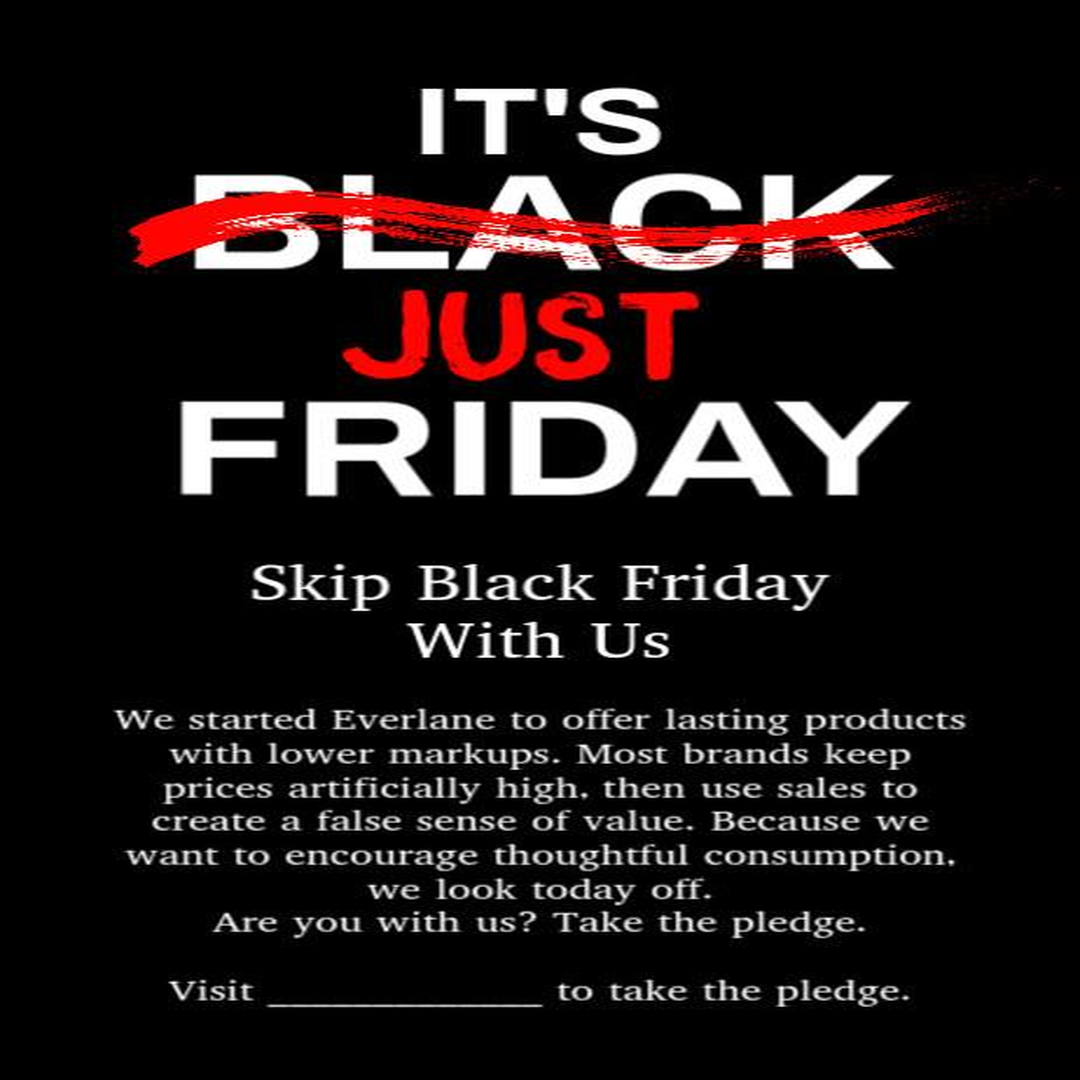 IT'S
BLACK
JUST
FRIDAY
Skip Black Friday
With Us
We started Everlane to offer lasting products
with lower markups. Most brands keep
prices artificially high, then use sales to
create a false sense of value. Because we
want to encourage thoughtful consumption,
we look today off.
Are you with us? Take the pledge.
Visit ______________ to take the pledge.